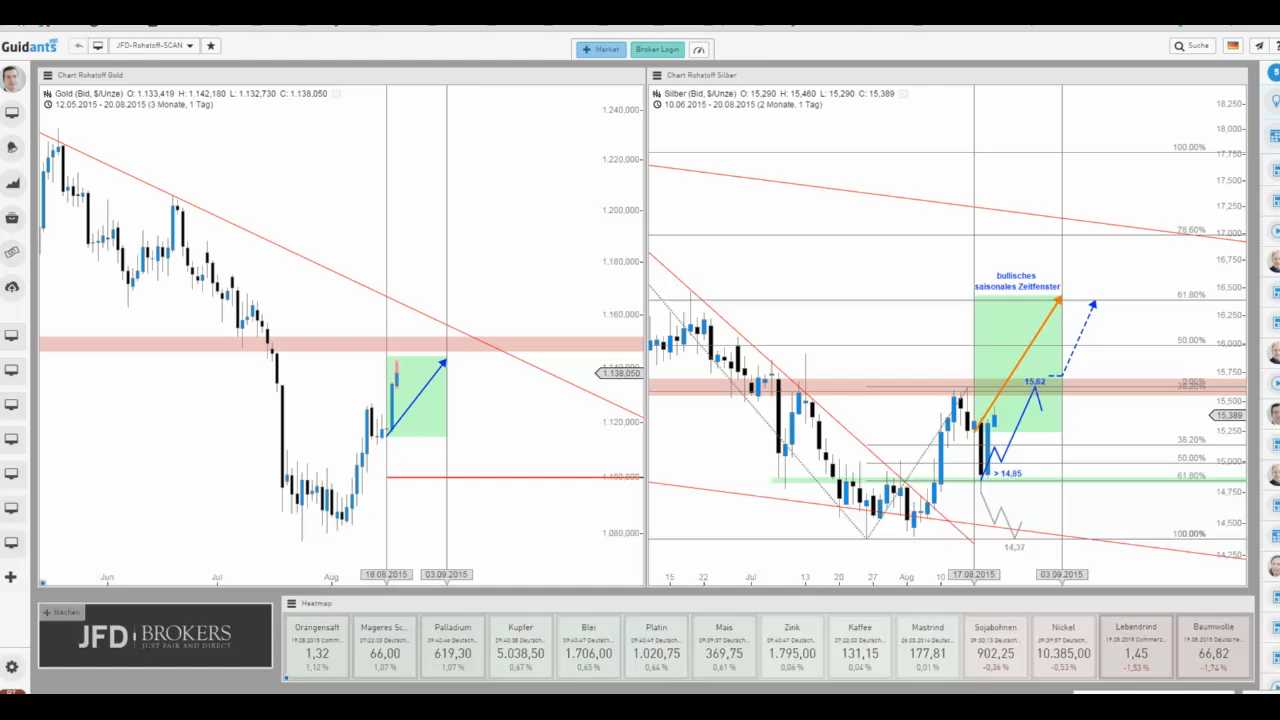 Guidants PRO
JFD-Rohstoff-SCAN
Market
Broker Login
Suche
Chart Rohstoff Gold
Gold (Bid, $/Unze) O: 1.133,419 H: 1.142,180 L: 1.132,730 C: 1.138,050
12.05.2015 - 20.08.2015 (3 Monate, 1 Tag)
1.240,000
1.220,000
1.200,000
1.180,000
1.160,000
1.138,050
1.120,000
1.100,000
1.080,000
Jun
Jul
Aug
18.08.2015
03.09.2015
Chart Rohstoff Silber
Silber (Bid, $/Unze) O: 15,290 H: 15,460 L: 15,290 C: 15,389
10.06.2015 - 20.08.2015 (2 Monate, 1 Tag)
18,250
18,000
100.00%
17,750
17,500
17,250
78.60%
17,000
bullisches
saisonales Zeitfenster
16,750
16,500
61.80%
16,250
50.00%
16,000
15,750
15,62
0.00%
38.20%
15,500
15,389
38.20%
50.00%
15,000
> 14,85
61.80%
14,750
14,500
100.00%
14,37
14,250
15
22
Jul
13
20
27
Aug
10
17.08.2015
03.09.2015
löschen
JFD BROKERS
JUST FAIR AND DIRECT
Heatmap
Orangensaft
1,32
1,12 %
Mageres Sc...
66,00
1,07 %
Palladium
619,30
1,07 %
Kupfer
5.038,50
0,67 %
Blei
1.706,00
0,65 %
Platin
1.020,75
0,64 %
Mais
369,75
0,61 %
Zink
1.795,00
0,06 %
Kaffee
131,15
0,04 %
Mastrind
177,81
0,01 %
Sojabohnen
902,25
-0,36 %
Nickel
10.385,00
-0,53 %
Lebendrind
1,45
-1,53 %
Baumwolle
66,82
-1,74 %